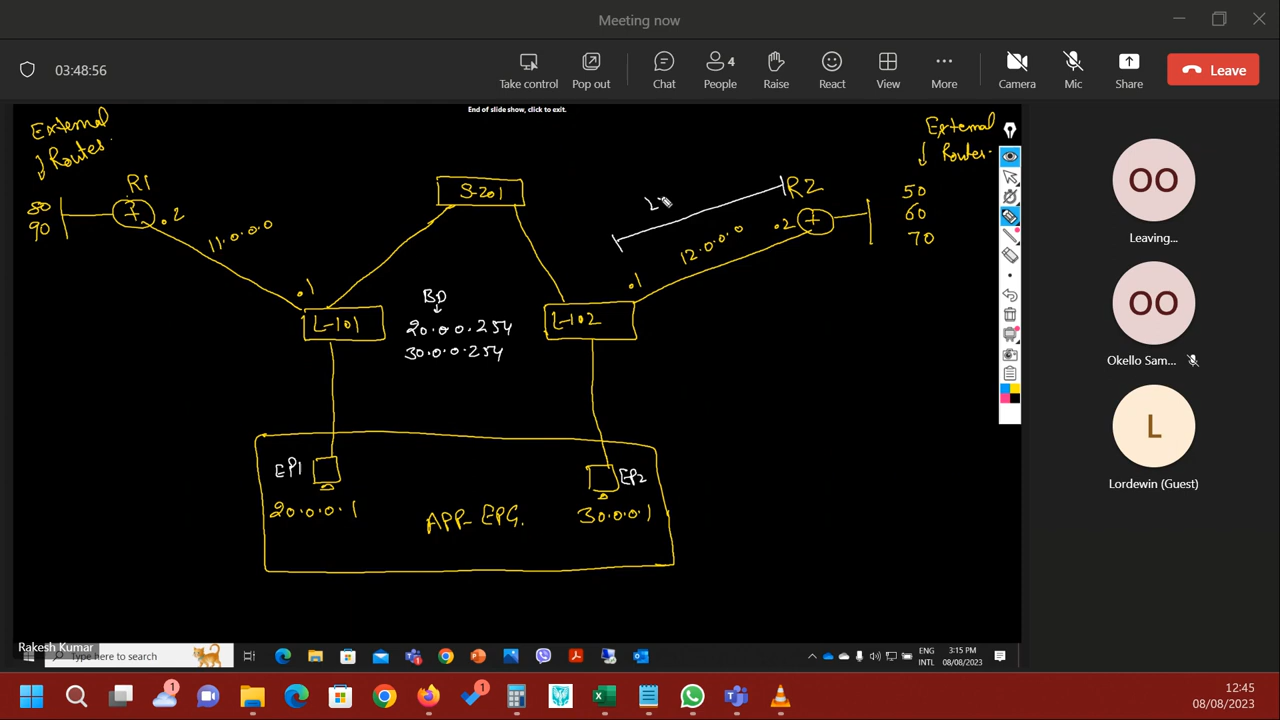 Meeting now
03:48:56
Take control
Pop out
Chat
4
People
Raise
React
View
More
Camera
Mic
Share
Leave
End of slide show, click to exit.
External
Routes.
80
90
R1
.2
11.0.0.0
.1
S-201
L-101
BD
20.0.0.254
30.0.0.254
L-102
.1
12.0.0.0
.2
R2
External
Routes.
50
60
70
EP1
20.0.0.1
APP-EPG.
EP2
30.0.0.1
OO
Leaving...
OO
Okello Sam...
L
Lordewin (Guest)
Rakesh Kumar
Type here to search
ENG
INTL
3:15 PM
08/08/2023
1
1
12:45
08/08/2023